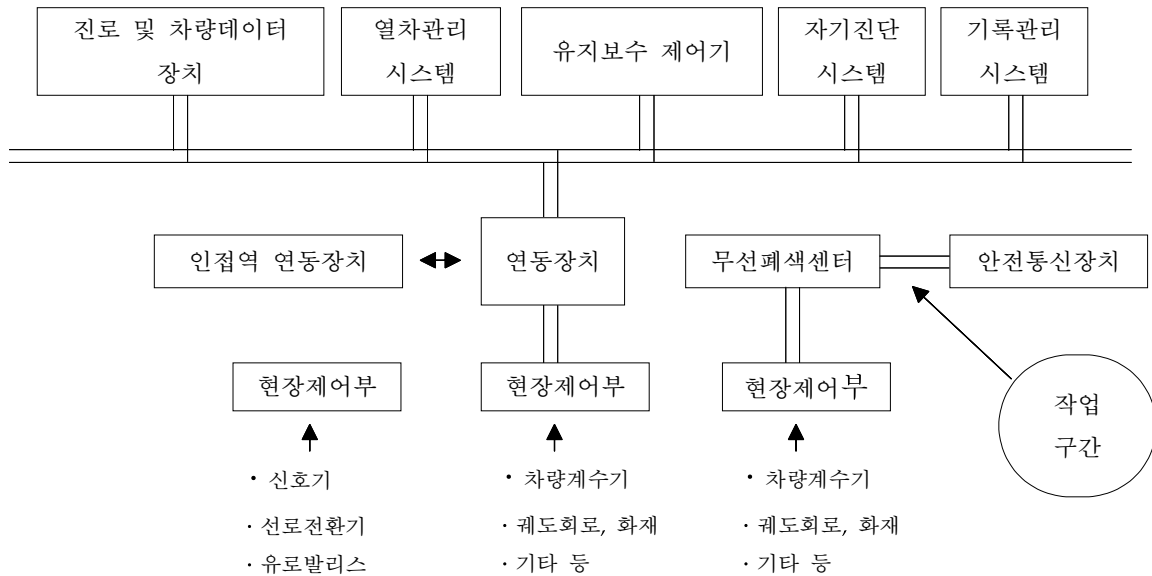 진로 및 차량데이터
장치
열차관리
시스템
유지보수 제어기
자기진단
시스템
기록관리
시스템
인접역 연동장치
연동장치
무선폐색센터
안전통신장치
현장제어부
현장제어부
현장제어부
작업
구간
· 신호기
· 선로전환기
· 유로발리스
· 차량계수기
· 궤도회로, 화재
· 기타 등
· 차량계수기
· 궤도회로, 화재
· 기타 등